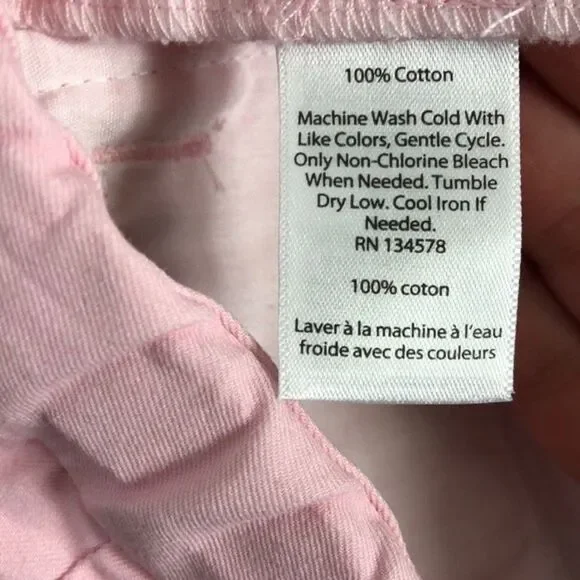 100% Cotton
Machine Wash Cold With
Like Colors, Gentle Cycle.
Only Non-Chlorine Bleach
When Needed. Tumble
Dry Low. Cool Iron If
Needed.
RN 134578
100% coton
Laver à la machine à l'eau
froide avec des couleurs